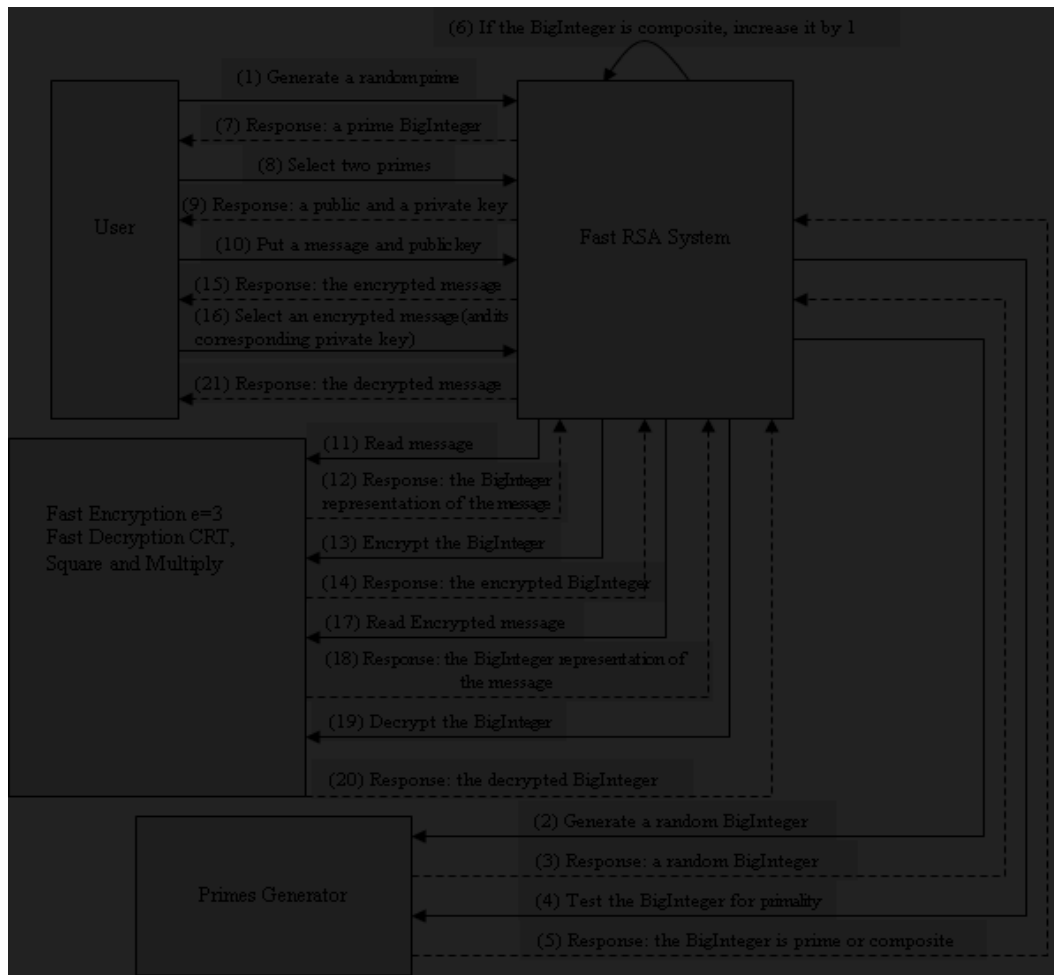 (6) If the BigInteger is composite, increase it by 1
(1) Generate a random prime
(7) Response: a prime BigInteger
(8) Select two primes
(9) Response: a public and a private key
User
Fast RSA System
(10) Put a message and public key
(15) Response: the encrypted message
(16) Select an encrypted message (and its
corresponding private key)
(21) Response: the decrypted message
(11) Read message
(12) Response: the BigInteger
representation of the message
Fast Encryption e=3
Fast Decryption CRT,
Square and Multiply
(13) Encrypt the BigInteger
(14) Response: the encrypted BigInteger
(17) Read Encrypted message
(18) Response: the BigInteger representation of
the message
(19) Decrypt the BigInteger
(20) Response: the decrypted BigInteger
(2) Generate a random BigInteger
(3) Response: a random BigInteger
Primes Generator
(4) Test the BigInteger for primality
(5) Response: the BigInteger is prime or composite